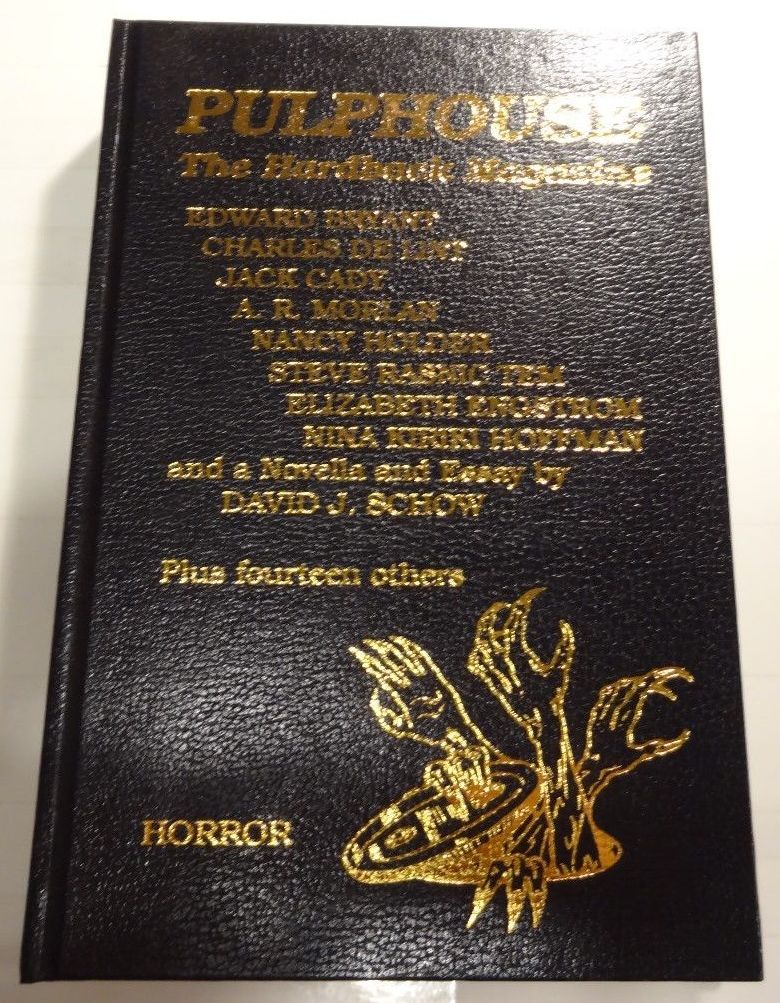 PULPHOUSE
The Hardback Magazine
EDWARD BRYANT
CHARLES DE LINT
JACK CADY
A. R. MORLAN
NANCY HOLDER
STEVE RASNIC TEM
ELIZABETH ENGSTROM
NINA KIRIKI HOFFMAN
and a Novella and Essay by
DAVID J. SCHOW
Plus fourteen others
HORROR